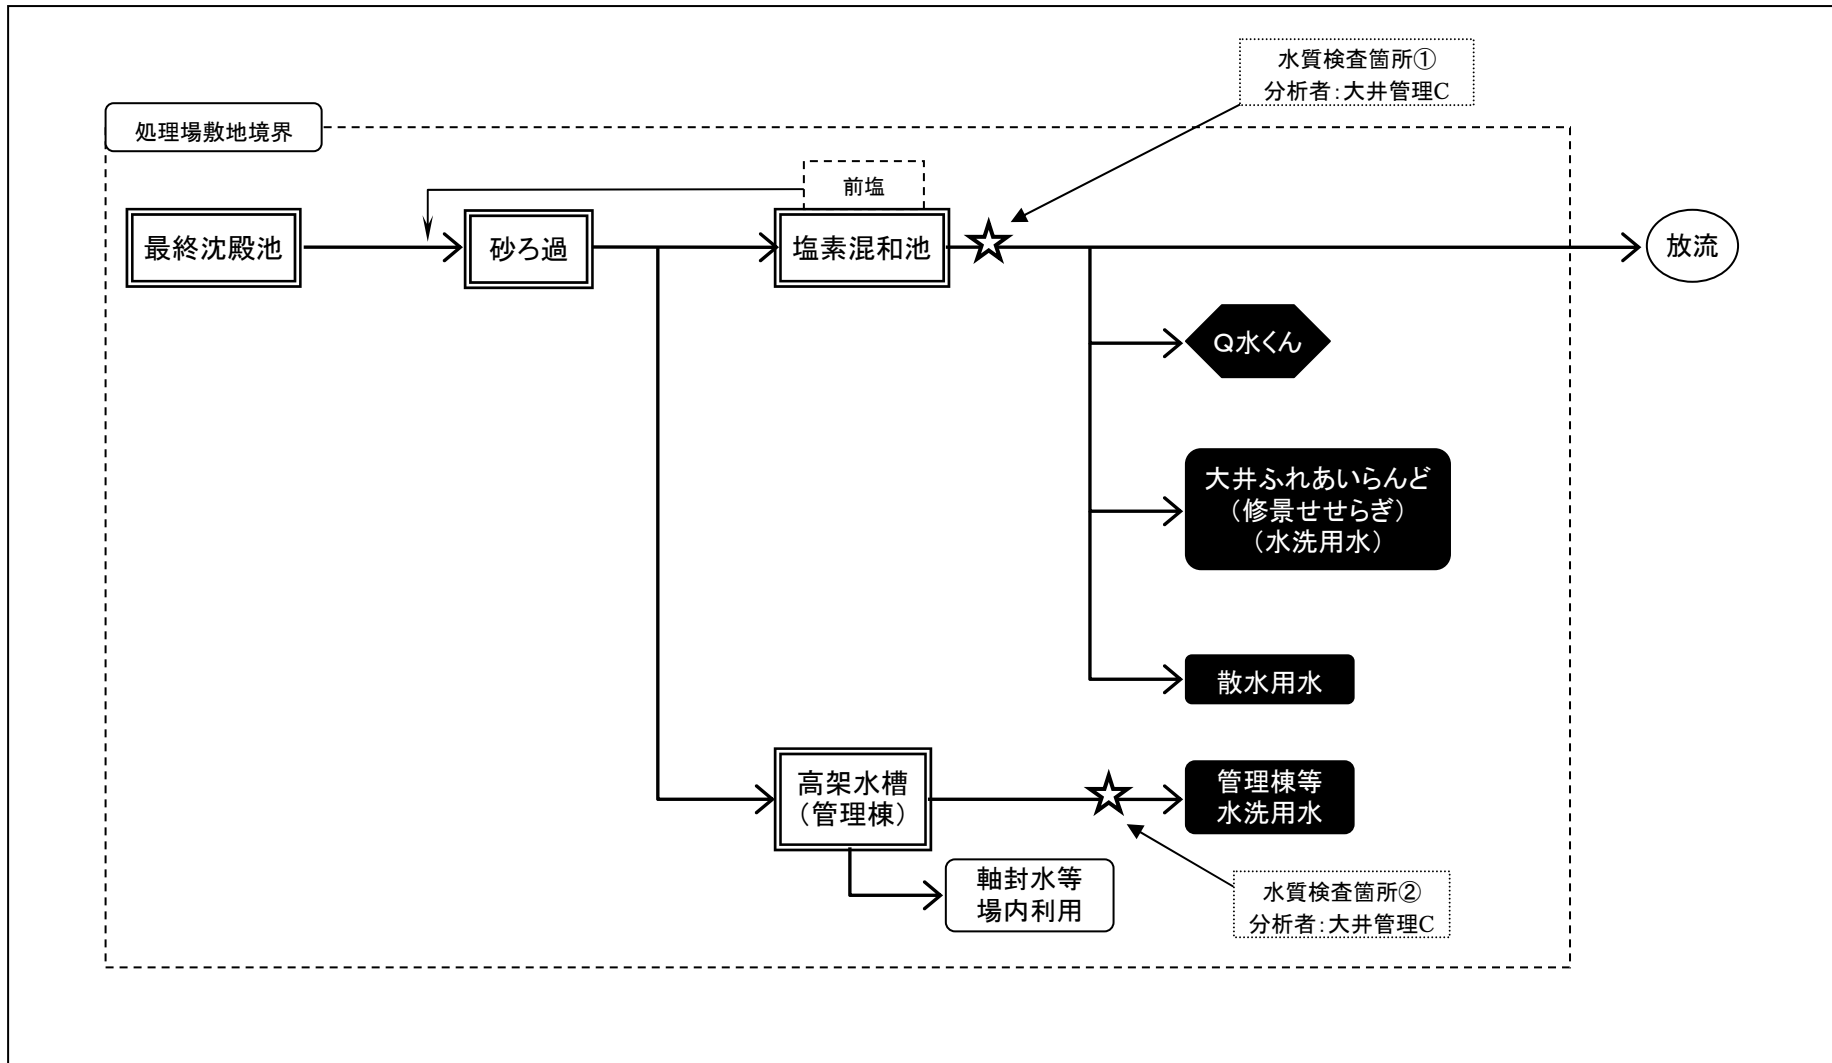 水質検査箇所①
分析者：大井管理C
処理場敷地境界
前塩
最終沈殿池
砂ろ過
塩素混和池
放流
Q水くん
大井ふれあいらんど
（修景せせらぎ）
（水洗用水）
散水用水
高架水槽
（管理棟）
管理棟等
水洗用水
軸封水等
場内利用
水質検査箇所②
分析者：大井管理C